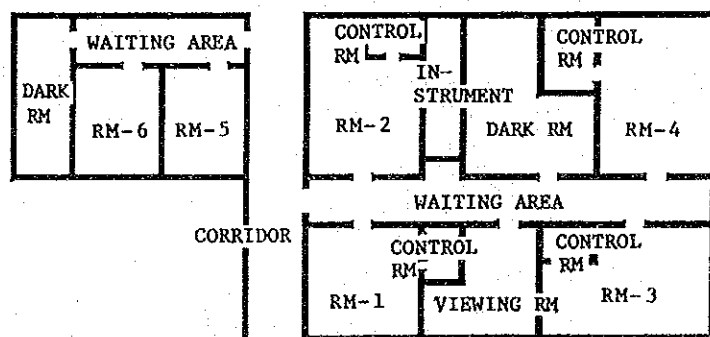 WAITING AREA
DARK
RM
RM-6
RM-5
CONTROL
RM
IN-
STRUMENT
RM-2
CONTROL
RM
DARK RM
RM-4
WAITING AREA
CORRIDOR
CONTROL
RM
RM-1
VIEWING RM
CONTROL
RM
RM-3